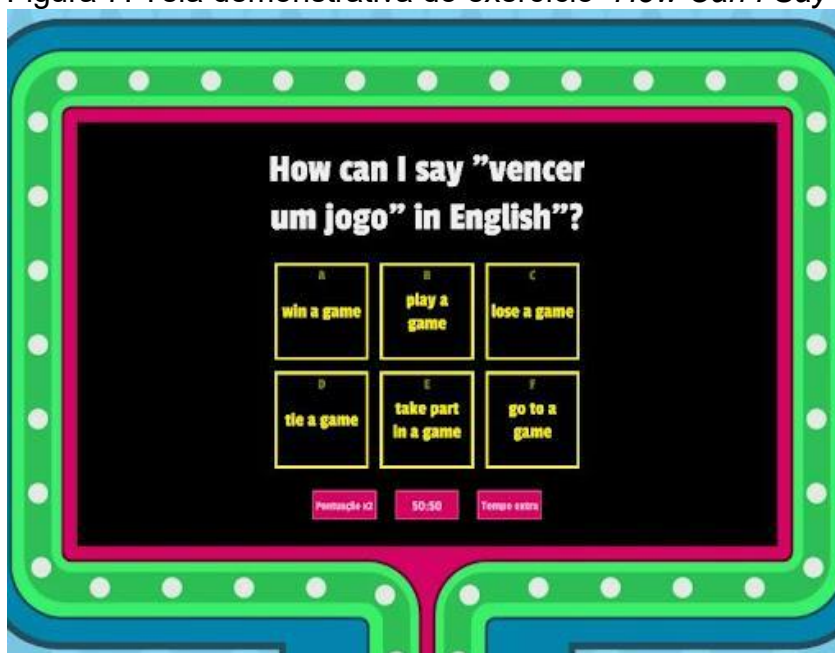 How can I say ”vencer
um jogo” in English”?
A
win a game
B
play a
game
C
lose a game
D
tie a game
E
take part
in a game
F
go to a
game
Pontuação x2
50:50
Tempo extra